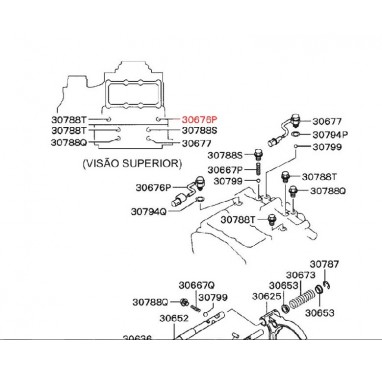 30788T 30676P
30788T 30788S
30788Q 30677
(VISÃO SUPERIOR)
30677
30794P
30799
30788S
30667P
30799
30788T
30788Q
30676P
30794Q
30788T
30787
30673
30653
30625
30653
30667Q
30799
30788Q
30652
30636